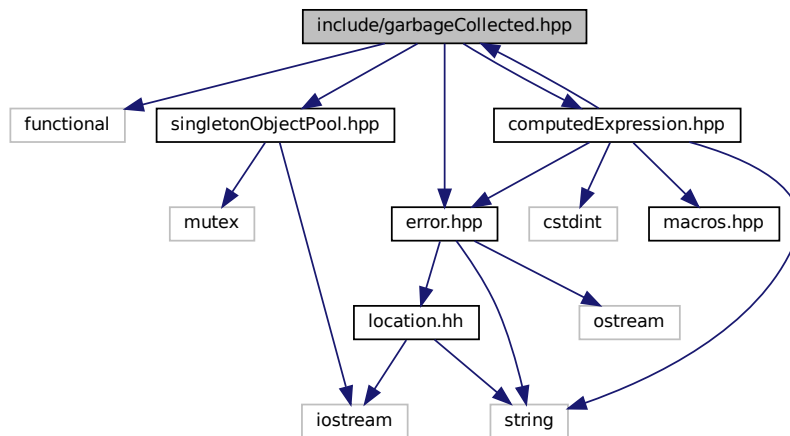 include/garbageCollected.hpp
functional
singletonObjectPool.hpp
computedExpression.hpp
mutex
error.hpp
cstdint
macros.hpp
location.hh
ostream
iostream
string